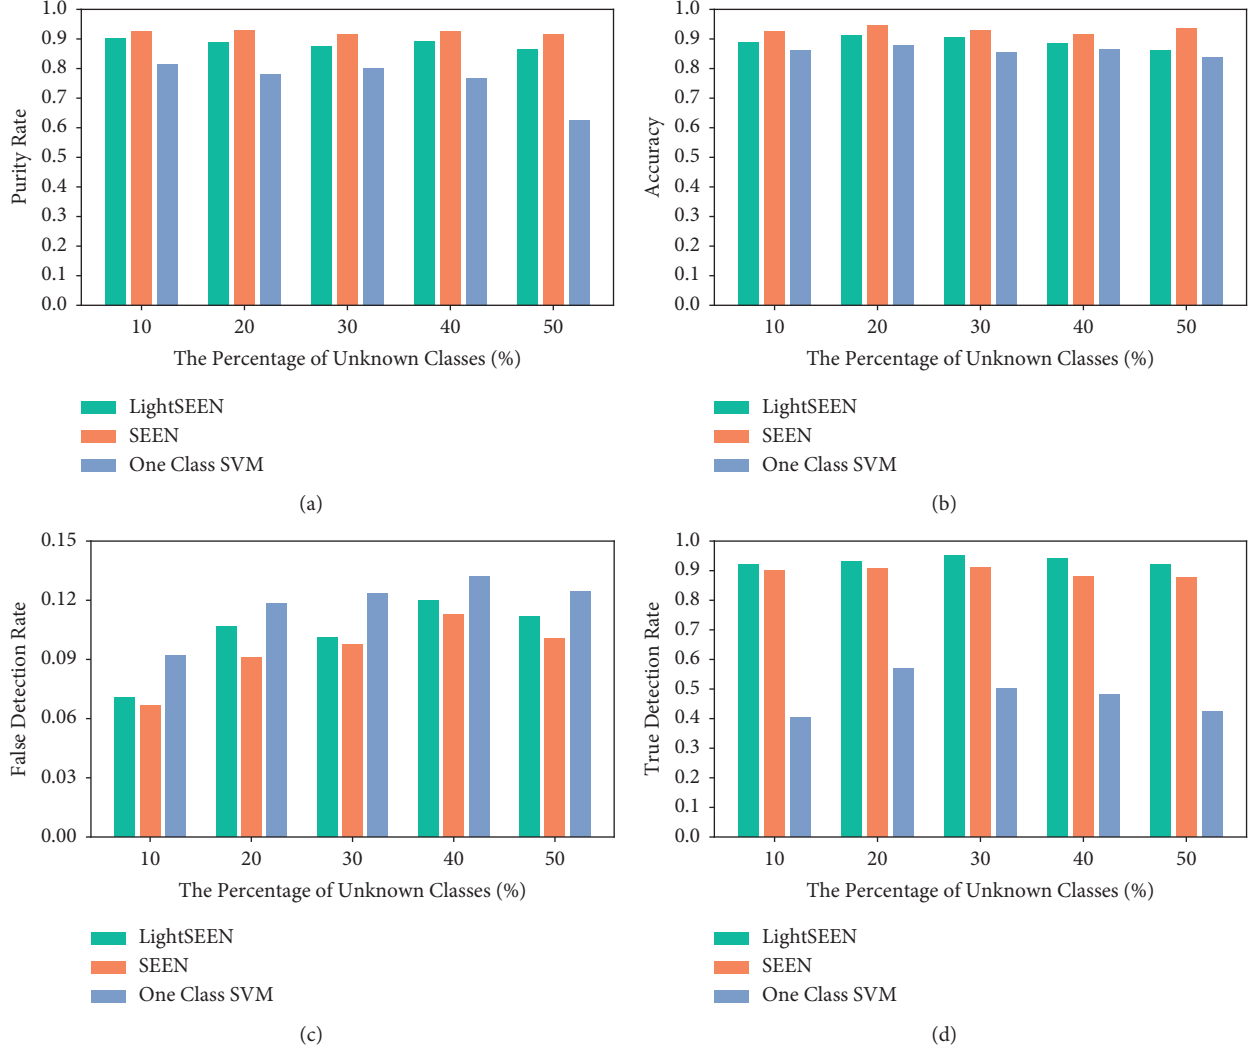 1.0
0.9
0.8
0.7
0.6
0.5
0.4
0.3
0.2
0.1
0.0
Purity Rate
10 20 30 40 50
The Percentage of Unknown Classes (%)
LightSEEN
SEEN
One Class SVM
(a)
1.0
0.9
0.8
0.7
0.6
0.5
0.4
0.3
0.2
0.1
0.0
Accuracy
10 20 30 40 50
The Percentage of Unknown Classes (%)
LightSEEN
SEEN
One Class SVM
(b)
0.15
0.12
0.09
0.06
0.03
0.00
False Detection Rate
10 20 30 40 50
The Percentage of Unknown Classes (%)
LightSEEN
SEEN
One Class SVM
(c)
1.0
0.9
0.8
0.7
0.6
0.5
0.4
0.3
0.2
0.1
0.0
True Detection Rate
10 20 30 40 50
The Percentage of Unknown Classes (%)
LightSEEN
SEEN
One Class SVM
(d)